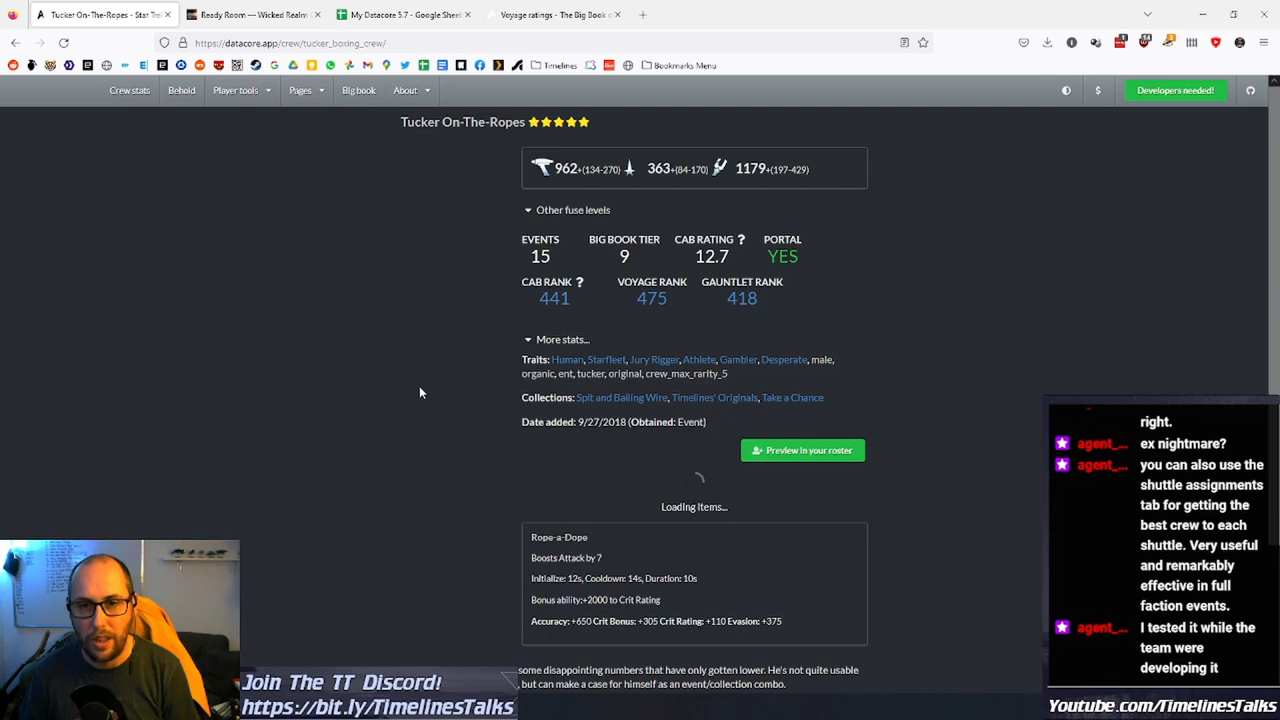 Tucker On-The-Ropes - Star Tre
Ready Room — Wicked Realm C
My Datacore 5.7 - Google Sheet
Voyage ratings - The Big Book o
https://datacore.app/crew/tucker_boxing_crew/
Timelines
Bookmarks Menu
Crew stats
Behold
Player tools
Pages
Big book
About
$
Developers needed!
Tucker On-The-Ropes
962+(134-270) 363+(84-170) 1179+(197-429)
Other fuse levels
EVENTS BIG BOOK TIER CAB RATING ? PORTAL
15 9 12.7 YES
CAB RANK ? VOYAGE RANK GAUNTLET RANK
441 475 418
More stats...
Traits: Human, Starfleet, Jury Rigger, Athlete, Gambler, Desperate, male,
organic, ent, tucker, original, crew_max_rarity_5
Collections: Spit and Bailing Wire, Timelines' Originals, Take a Chance
Date added: 9/27/2018 (Obtained: Event)
Preview in your roster
Loading items...
Rope-a-Dope
Boosts Attack by 7
Initialize: 12s, Cooldown: 14s, Duration: 10s
Bonus ability:+2000 to Crit Rating
Accuracy: +650 Crit Bonus: +305 Crit Rating: +110 Evasion: +375
some disappointing numbers that have only gotten lower. He's not quite usable
but can make a case for himself as an event/collection combo.
right.
agent_... ex nightmare?
agent_... you can also use the
shuttle assignments
tab for getting the
best crew to each
shuttle. Very useful
and remarkably
effective in full
faction events.
agent_... I tested it while the
team were
developing it
Join The TT Discord!
https://bit.ly/TimelinesTalks
Youtube.com/TimelinesTalks